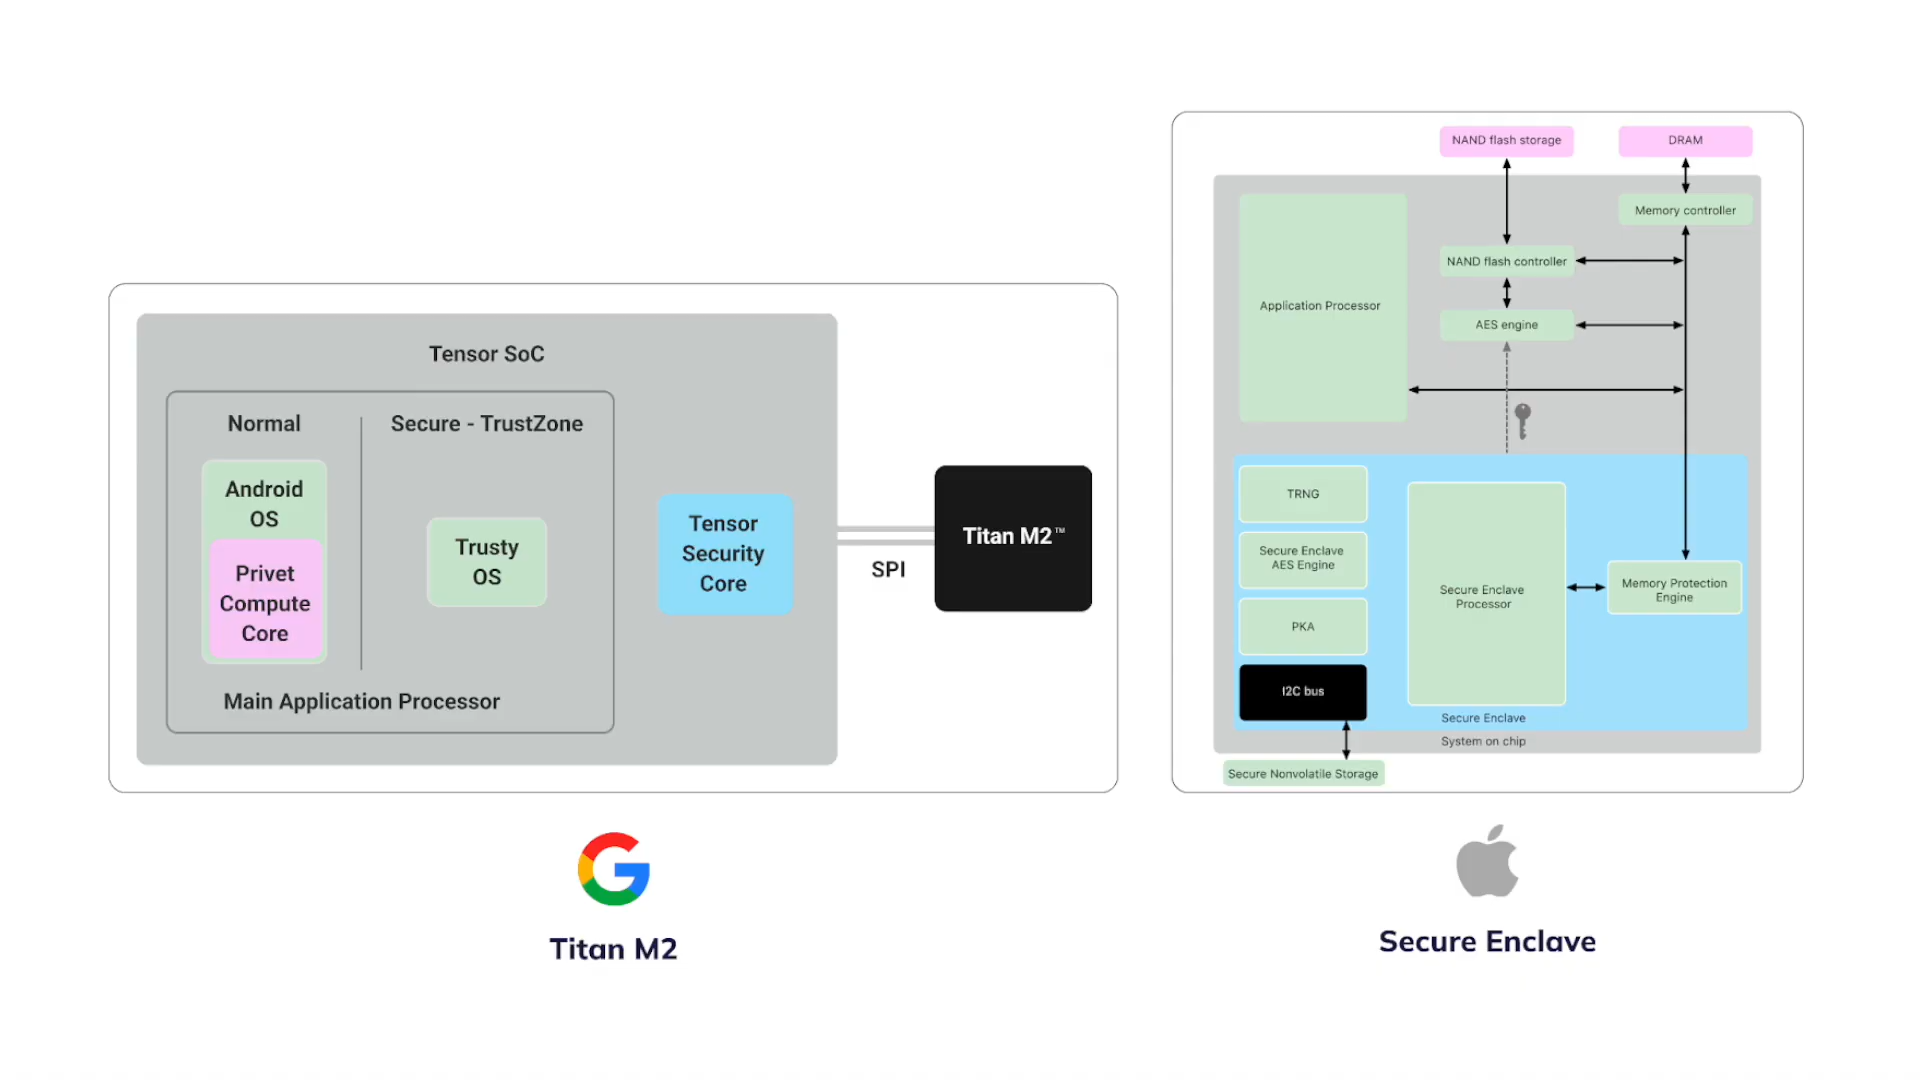 Tensor SoC
Normal
Secure - TrustZone
Android
OS
Privet
Compute
Core
Trusty
OS
Main Application Processor
Tensor
Security
Core
SPI
Titan M2™
Titan M2
NAND flash storage
DRAM
Memory controller
NAND flash controller
Application Processor
AES engine
TRNG
Secure Enclave
AES Engine
PKA
I2C bus
Secure Enclave
Processor
Memory Protection
Engine
Secure Enclave
System on chip
Secure Nonvolatile Storage
Secure Enclave